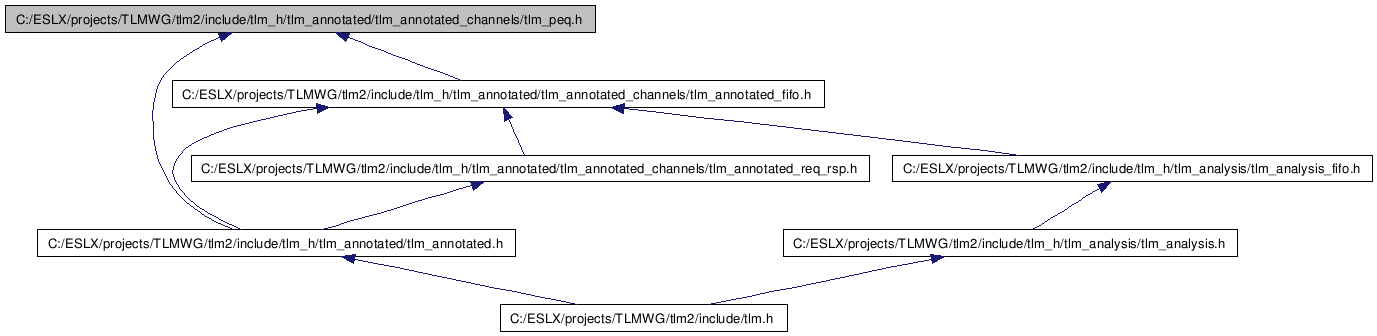 C:/ESLX/projects/TLMWG/tlm2/include/tlm_h/tlm_annotated/tlm_annotated_channels/tlm_peq.h
C:/ESLX/projects/TLMWG/tlm2/include/tlm_h/tlm_annotated/tlm_annotated_channels/tlm_annotated_fifo.h
C:/ESLX/projects/TLMWG/tlm2/include/tlm_h/tlm_annotated/tlm_annotated_channels/tlm_annotated_req_rsp.h
C:/ESLX/projects/TLMWG/tlm2/include/tlm_h/tlm_analysis/tlm_analysis_fifo.h
C:/ESLX/projects/TLMWG/tlm2/include/tlm_h/tlm_annotated/tlm_annotated.h
C:/ESLX/projects/TLMWG/tlm2/include/tlm_h/tlm_analysis/tlm_analysis.h
C:/ESLX/projects/TLMWG/tlm2/include/tlm.h